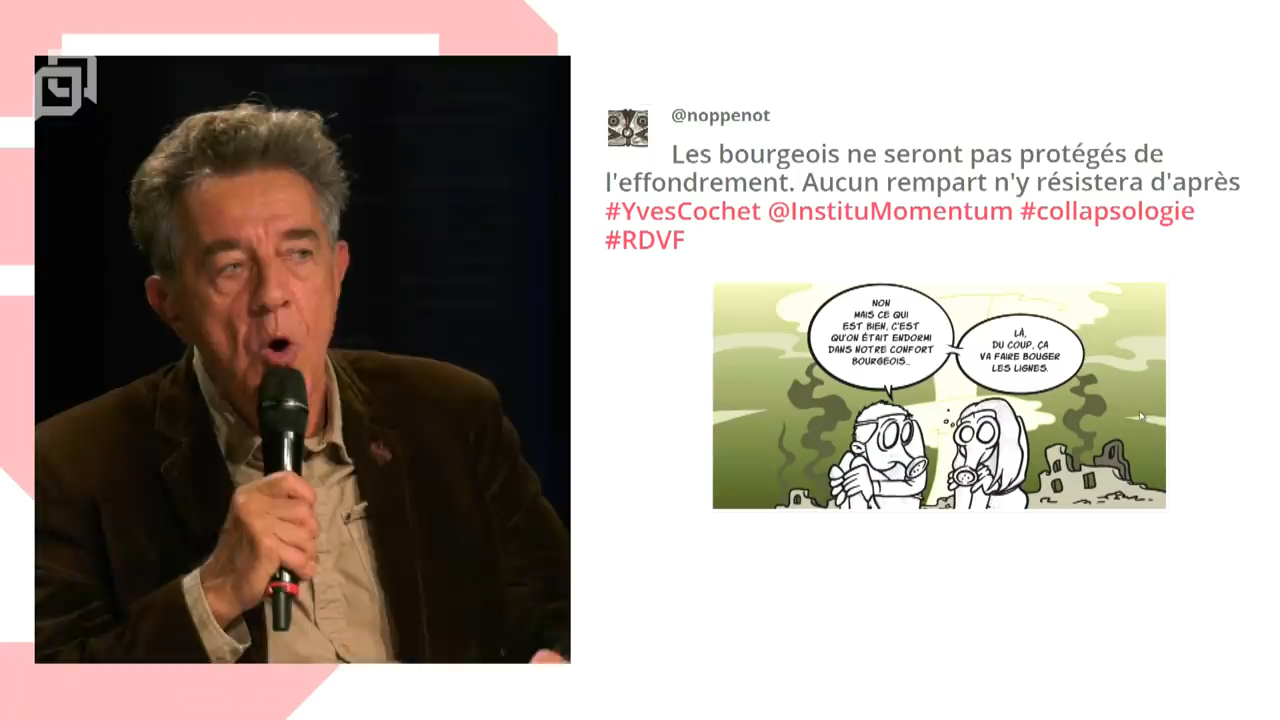 @noppenot
Les bourgeois ne seront pas protégés de
l'effondrement. Aucun rempart n'y résistera d'après
#YvesCochet @InstituMomentum #collapsologie
#RDVF
NON
MAIS CE QUI
EST BIEN, C'EST
QU'ON ÉTAIT ENDORMI
DANS NOTRE CONFORT
BOURGEOIS...
LÀ,
DU COUP, ÇA
VA FAIRE BOUGER
LES LIGNES.